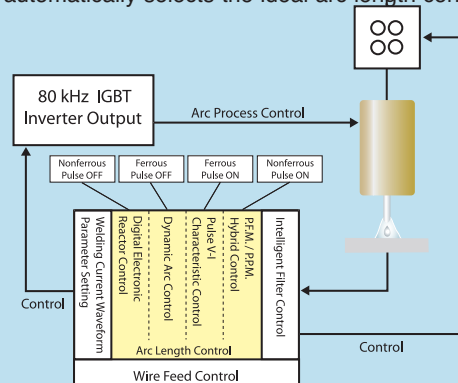 automatically selects the ideal arc length con
80 kHz IGBT
Inverter Output
Arc Process Control
Nonferrous
Pulse OFF
Ferrous
Pulse OFF
Ferrous
Pulse ON
Nonferrous
Pulse ON
Welding Current Waveform
Parameter Setting
Digital Electronic
Reactor Control
Dynamic Arc Control
Pulse V-I
Characteristic Control
P.F.M. / P.P.M.
Hybrid Control
Intelligent Filter Control
Arc Length Control
Control
Control
Wire Feed Control